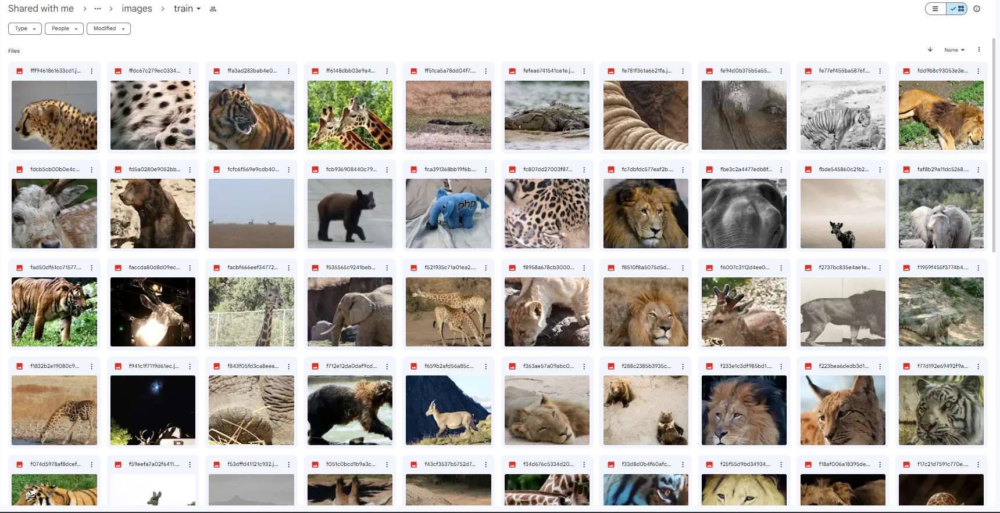 Shared with me › ... › images › train
Type People Modified
Files
Name
fff9461861633cd1.j... ffdc67c279ec0334... ffa3ad283bab4e0... ff6148dbb03e9a4... ff51ca5a78dd04f7.... fefea6741541ce1e.j... fe781f361a6621fa.j... fe94d0b375b5a55... fe77ef455ba5876f.... fdd9b8c93053e3e...
fdcb5cb00b0e4c... fd5a0280e9052bb... fcfc6f569e9cdb40... fcb936908440c79... fca391368bb19f6b.... fc807dd27003f87... fc7dbfdc577eaf2b.... fbe3c2a4477edb8f... fbde545860c21b2... faf8b29a11dc5268....
php
fad50df61cc71577.... faccda80d8d09ec... facbf666eef34772... f535565c9241beb... f521935c71a01ea2.... f8958a678cb3000... f8510f8a5075d5d... f6007c3112d4ee0... f2737bc835e4ae1e... f1959f455f3774b4....
f1832b2e19080c9... f941c1f7119d61ec.j... f843f05fd3ca8eea... f712e12da0daf9cd... f659b2afd56a85c... f363ae57a09abc0... f288c2385b3935c... f233e1c3df985bd1.... f223bea6dedb3d1... f77d192e69492f9a...
f074d5978af8dcef... f59eefa7a02f6411.... f53dffd41121c932.j... f051c0bcd1b9a3c... f43cf3537b5752d7... f34d676c5334d20... f33d8d0b4f60afc... f25f55d9bd34934... f18af006a18395de... f17c21d7591c770e....